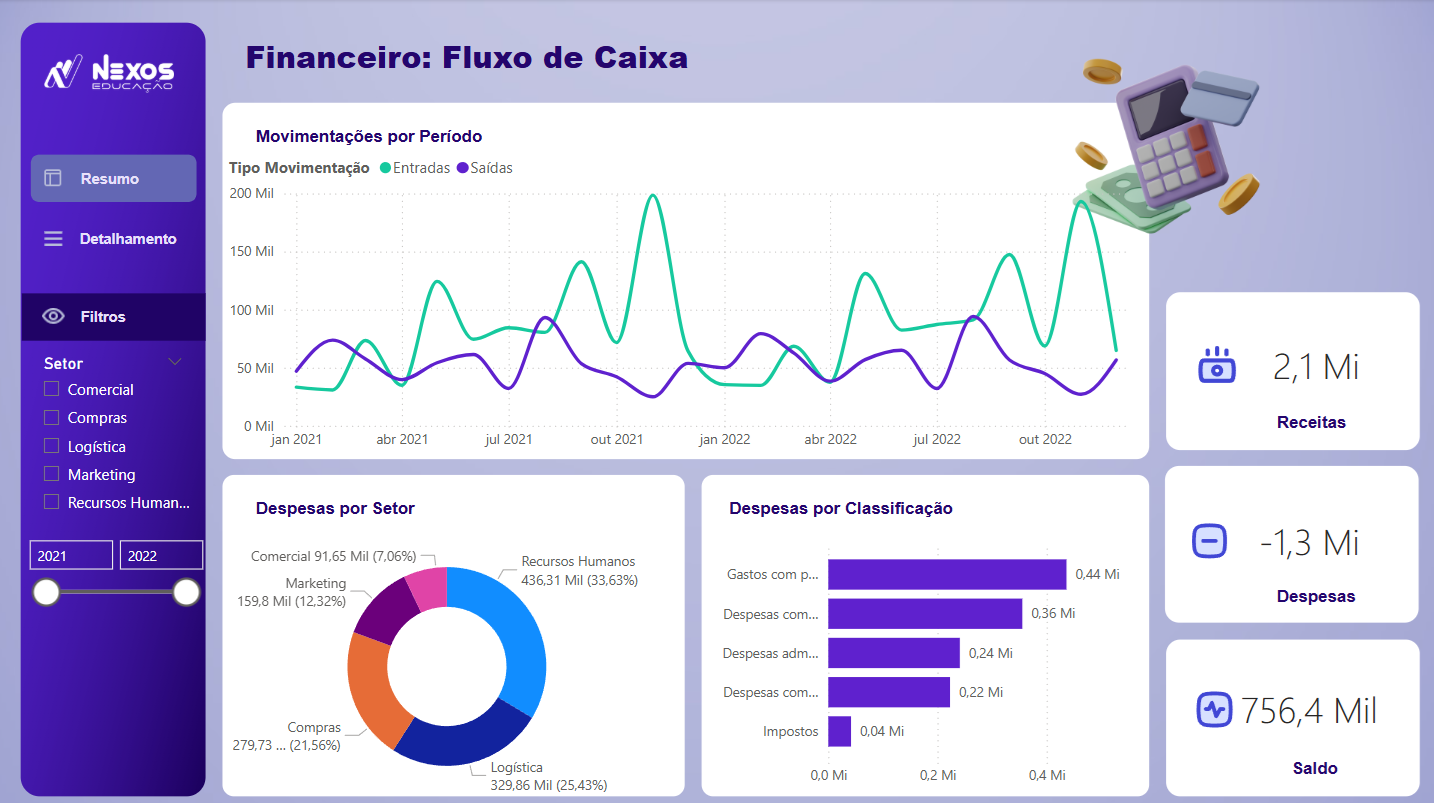 NEXOS
EDUCAÇÃO
Resumo
Detalhamento
Filtros
Setor
Comercial
Compras
Logística
Marketing
Recursos Human...
2021 2022
Financeiro: Fluxo de Caixa
Movimentações por Período
Tipo Movimentação Entradas Saídas
200 Mil
150 Mil
100 Mil
50 Mil
0 Mil
jan 2021 abr 2021 jul 2021 out 2021 jan 2022 abr 2022 jul 2022 out 2022
Despesas por Setor
Comercial 91,65 Mil (7,06%)
Recursos Humanos
436,31 Mil (33,63%)
Marketing
159,8 Mil (12,32%)
Compras
279,73 ... (21,56%)
Logística
329,86 Mil (25,43%)
Despesas por Classificação
Gastos com p... 0,44 Mi
Despesas com... 0,36 Mi
Despesas adm... 0,24 Mi
Despesas com... 0,22 Mi
Impostos 0,04 Mi
0,0 Mi 0,2 Mi 0,4 Mi
2,1 Mi
Receitas
-1,3 Mi
Despesas
756,4 Mil
Saldo